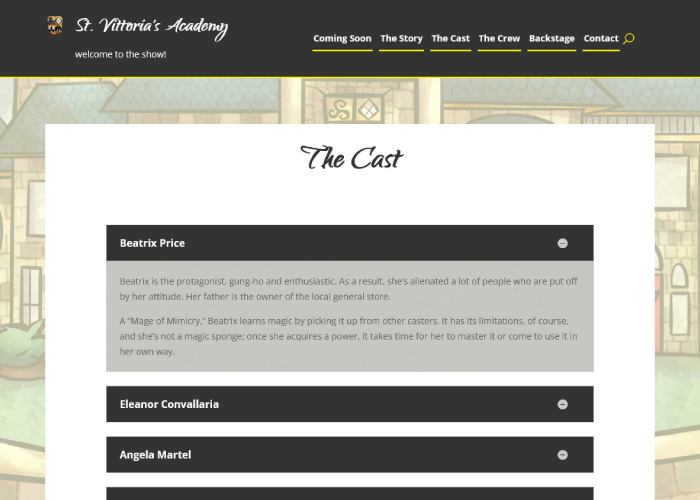 St. Vittoria's Academy
welcome to the show!
Coming Soon The Story The Cast The Crew Backstage Contact
The Cast
Beatrix Price
Beatrix is the protagonist, gung-ho and enthusiastic. As a result, she's alienated a lot of people who are put off
by her attitude. Her father is the owner of the local general store.
A "Mage of Mimicry," Beatrix learns magic by picking it up from other casters. It has its limitations, of course,
and she's not a magic sponge; once she acquires a power, it takes time for her to master it or come to use it in
her own way.
Eleanor Convallaria
Angela Martel